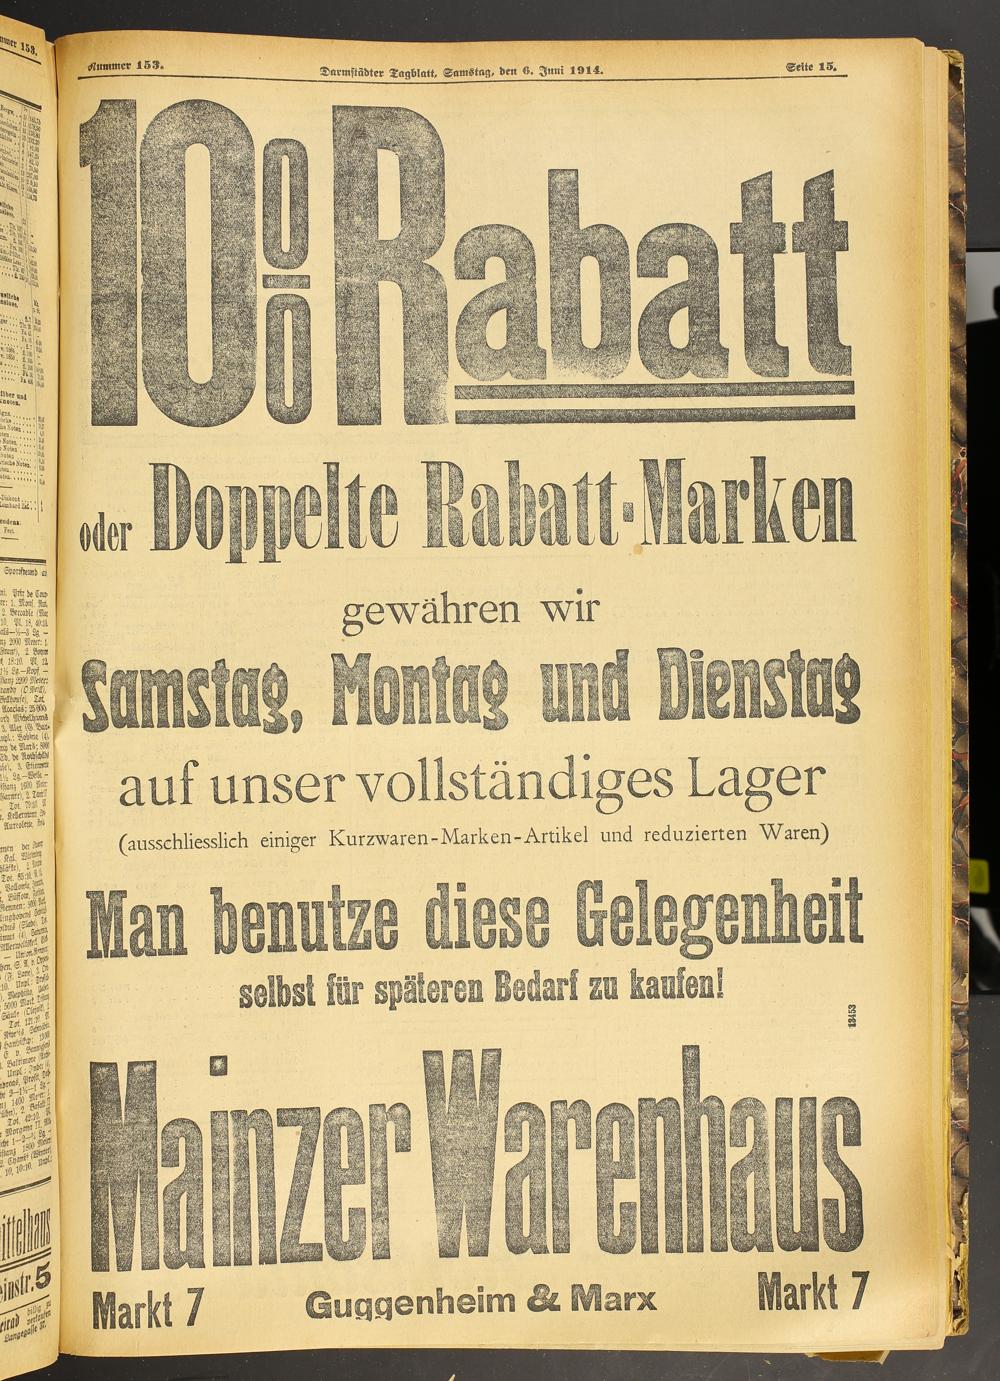 Nummer 153.
Darmstädter Tagblatt, Samstag, den 6. Juni 1914.
Seite 15.
10% Rabatt
oder Doppelte Rabatt-Marken
gewähren wir
Samstag, Montag und Dienstag
auf unser vollständiges Lager
(ausschliesslich einiger Kurzwaren-Marken-Artikel und reduzierten Waren)
Man benutze diese Gelegenheit
selbst für späteren Bedarf zu kaufen!
13453
Mainzer Warenhaus
Markt 7 Guggenheim & Marx Markt 7